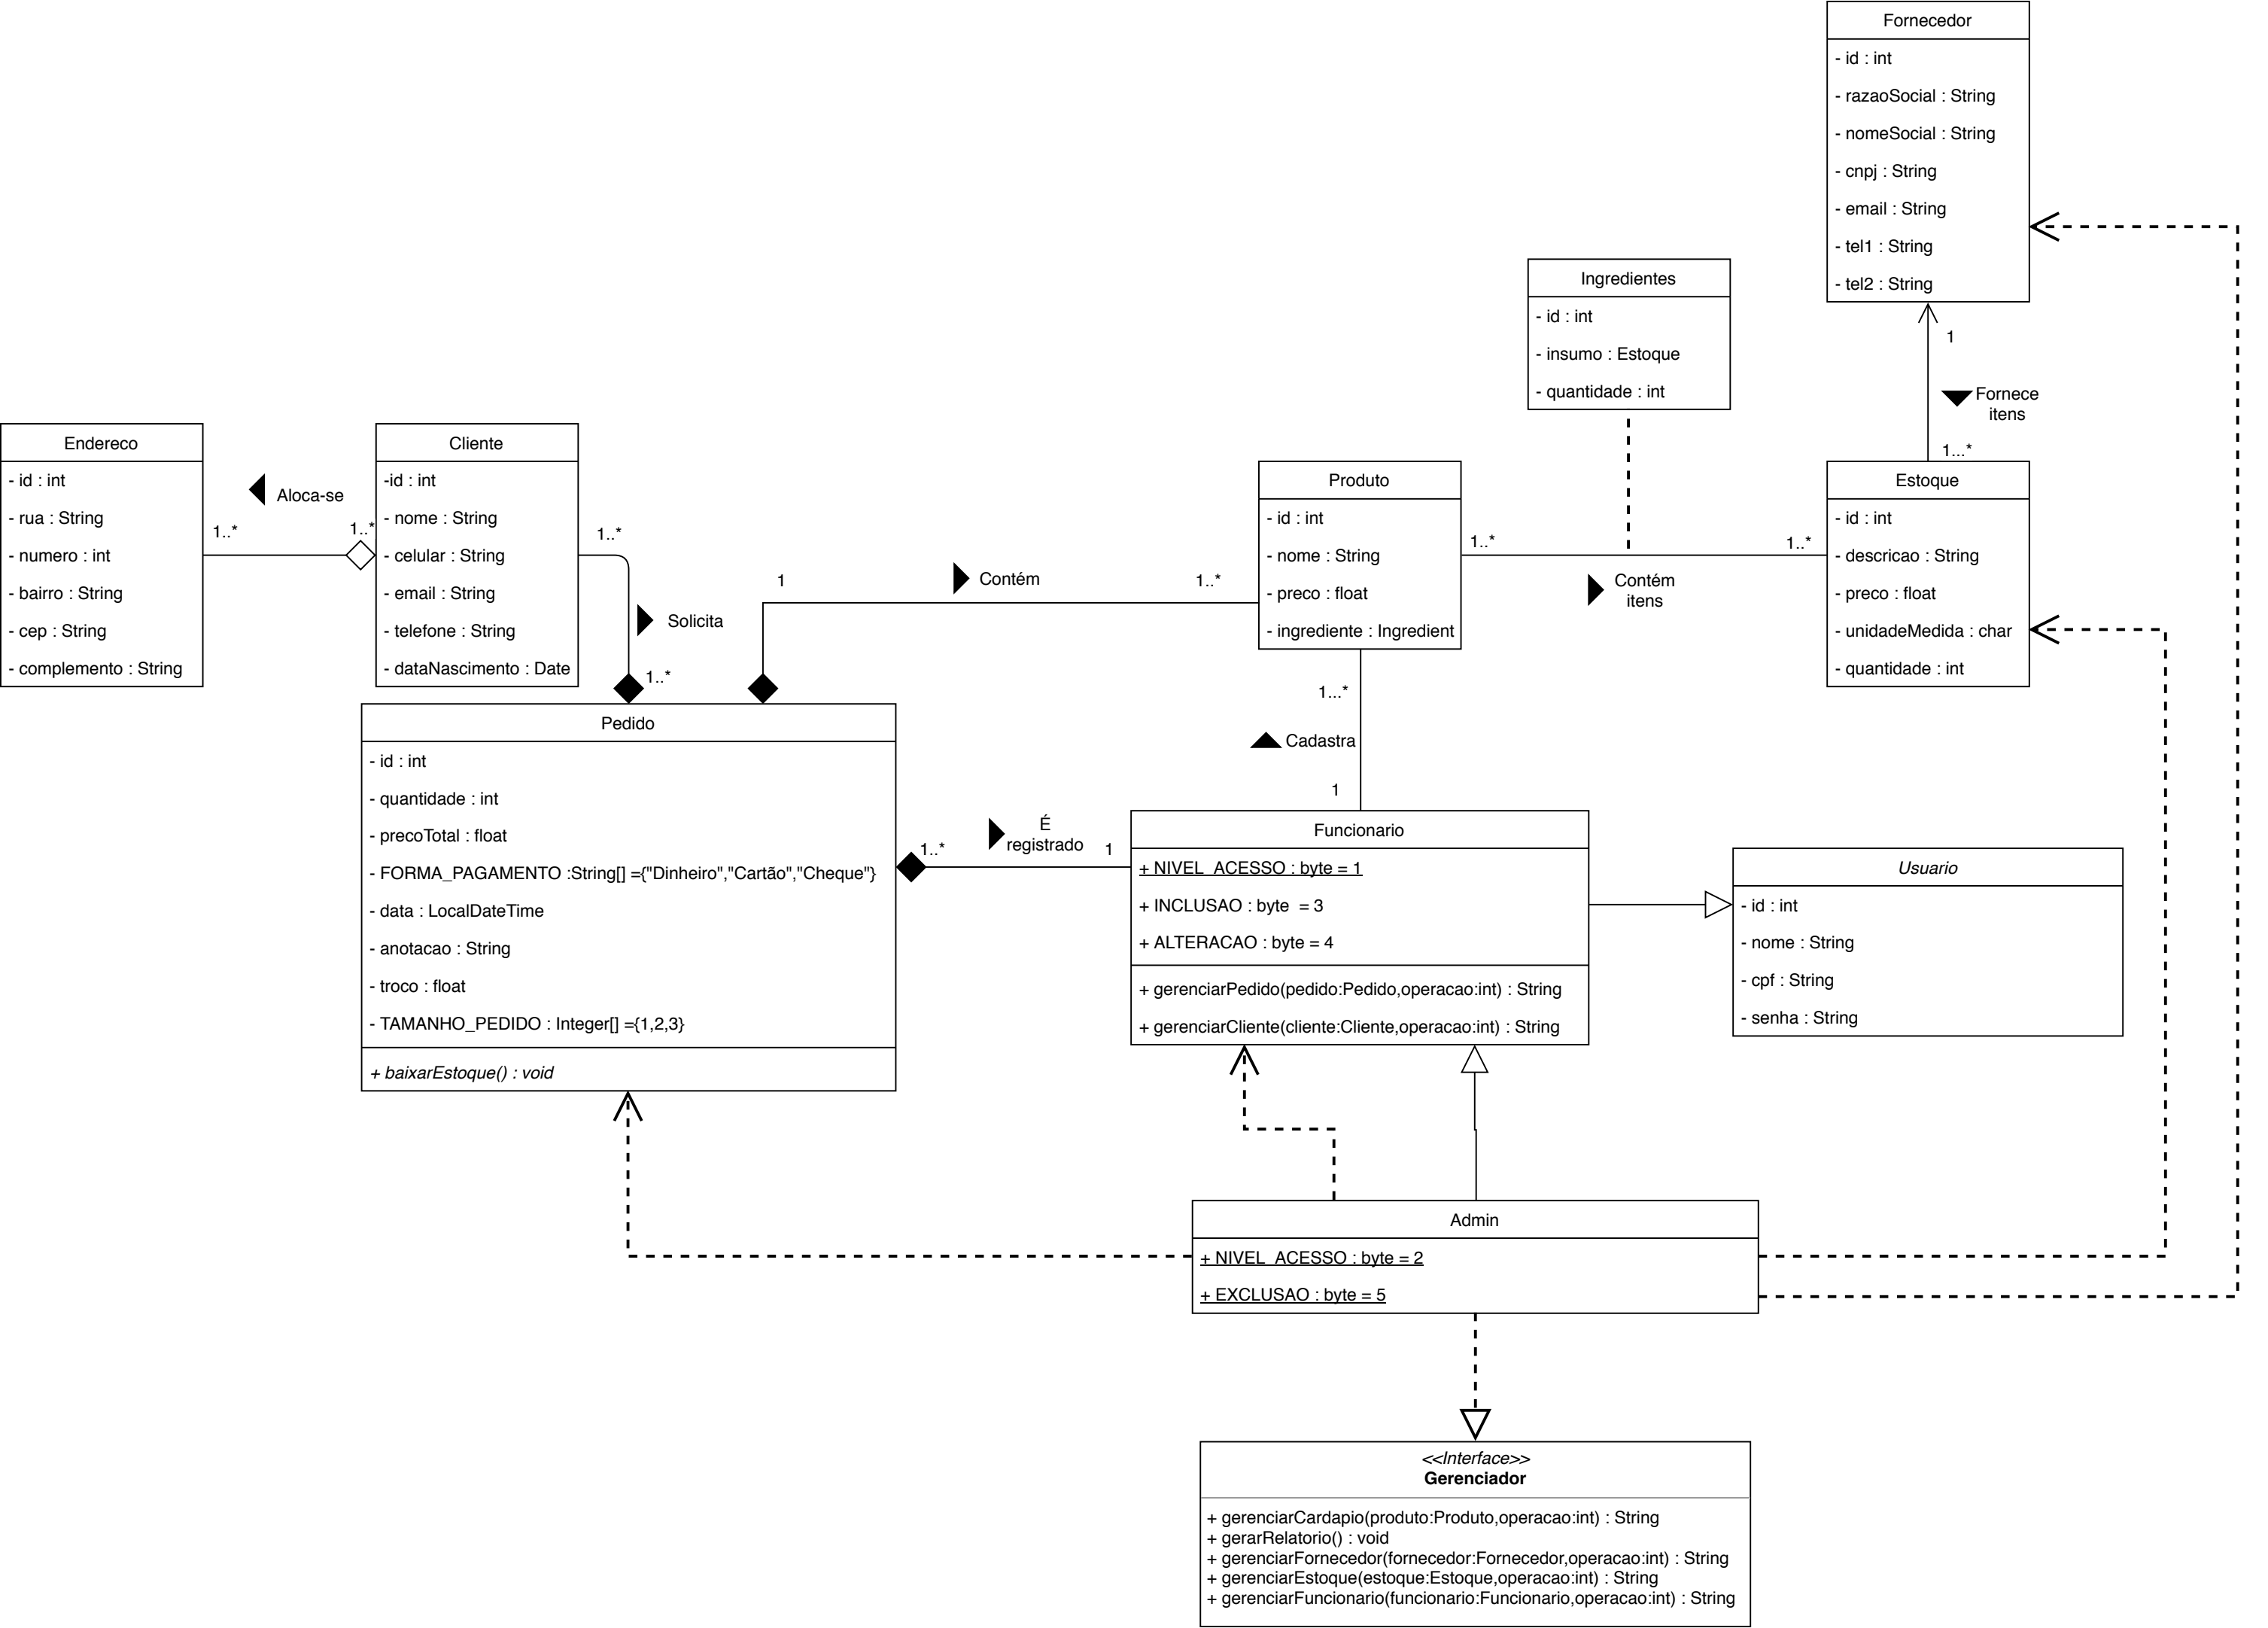 Fornecedor
- id : int
- razaoSocial : String
- nomeSocial : String
- cnpj : String
- email : String
- tel1 : String
- tel2 : String
1
Fornece
itens
1...*
Ingredientes
- id : int
- insumo : Estoque
- quantidade : int
Endereco
- id : int
- rua : String
- numero : int
- bairro : String
- cep : String
- complemento : String
Aloca-se
1..*
1..*
Cliente
-id : int
- nome : String
- celular : String
- email : String
- telefone : String
- dataNascimento : Date
1..*
Solicita
1..*
1
Contém
1..*
Produto
- id : int
- nome : String
- preco : float
- ingrediente : Ingredient
1..*
Contém
itens
1..*
Estoque
- id : int
- descricao : String
- preco : float
- unidadeMedida : char
- quantidade : int
Pedido
- id : int
- quantidade : int
- precoTotal : float
- FORMA_PAGAMENTO :String[] ={"Dinheiro","Cartão","Cheque"}
- data : LocalDateTime
- anotacao : String
- troco : float
- TAMANHO_PEDIDO : Integer[] ={1,2,3}
+ baixarEstoque() : void
1...*
Cadastra
1
1..*
É
registrado
1
Funcionario
+ NIVEL_ACESSO : byte = 1
+ INCLUSAO : byte  = 3
+ ALTERACAO : byte = 4
+ gerenciarPedido(pedido:Pedido,operacao:int) : String
+ gerenciarCliente(cliente:Cliente,operacao:int) : String
Usuario
- id : int
- nome : String
- cpf : String
- senha : String
Admin
+ NIVEL_ACESSO : byte = 2
+ EXCLUSAO : byte = 5
<<Interface>>
Gerenciador
+ gerenciarCardapio(produto:Produto,operacao:int) : String
+ gerarRelatorio() : void
+ gerenciarFornecedor(fornecedor:Fornecedor,operacao:int) : String
+ gerenciarEstoque(estoque:Estoque,operacao:int) : String
+ gerenciarFuncionario(funcionario:Funcionario,operacao:int) : String